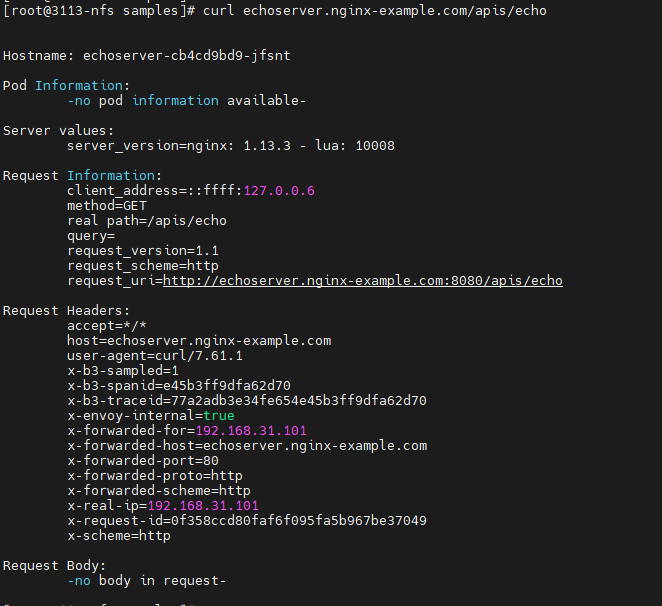 [root@3113-nfs samples]# curl echoserver.nginx-example.com/apis/echo
Hostname: echoserver-cb4cd9bd9-jfsnt
Pod Information:
-no pod information available-
Server values:
server_version=nginx: 1.13.3 - lua: 10008
Request Information:
client_address=::ffff:127.0.0.6
method=GET
real path=/apis/echo
query=
request_version=1.1
request_scheme=http
request_uri=http://echoserver.nginx-example.com:8080/apis/echo
Request Headers:
accept=*/*
host=echoserver.nginx-example.com
user-agent=curl/7.61.1
x-b3-sampled=1
x-b3-spanid=e45b3ff9dfa62d70
x-b3-traceid=77a2adb3e34fe654e45b3ff9dfa62d70
x-envoy-internal=true
x-forwarded-for=192.168.31.101
x-forwarded-host=echoserver.nginx-example.com
x-forwarded-port=80
x-forwarded-proto=http
x-forwarded-scheme=http
x-real-ip=192.168.31.101
x-request-id=0f358ccd80faf6f095fa5b967be37049
x-scheme=http
Request Body:
-no body in request-